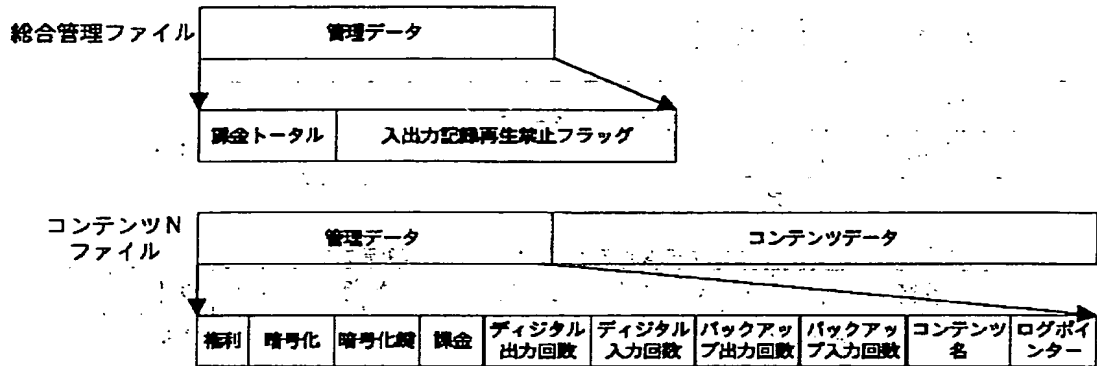 総合管理ファイル
管理データ
課金トータル
入出力記録再生禁止フラッグ
コンテンツN
ファイル
管理データ
コンテンツデータ
権利
暗号化
暗号化鍵
課金
ディジタル
出力回数
ディジタル
入力回数
バックアッ
プ出力回数
バックアッ
プ入力回数
コンテンツ
名
ログポイ
ンター